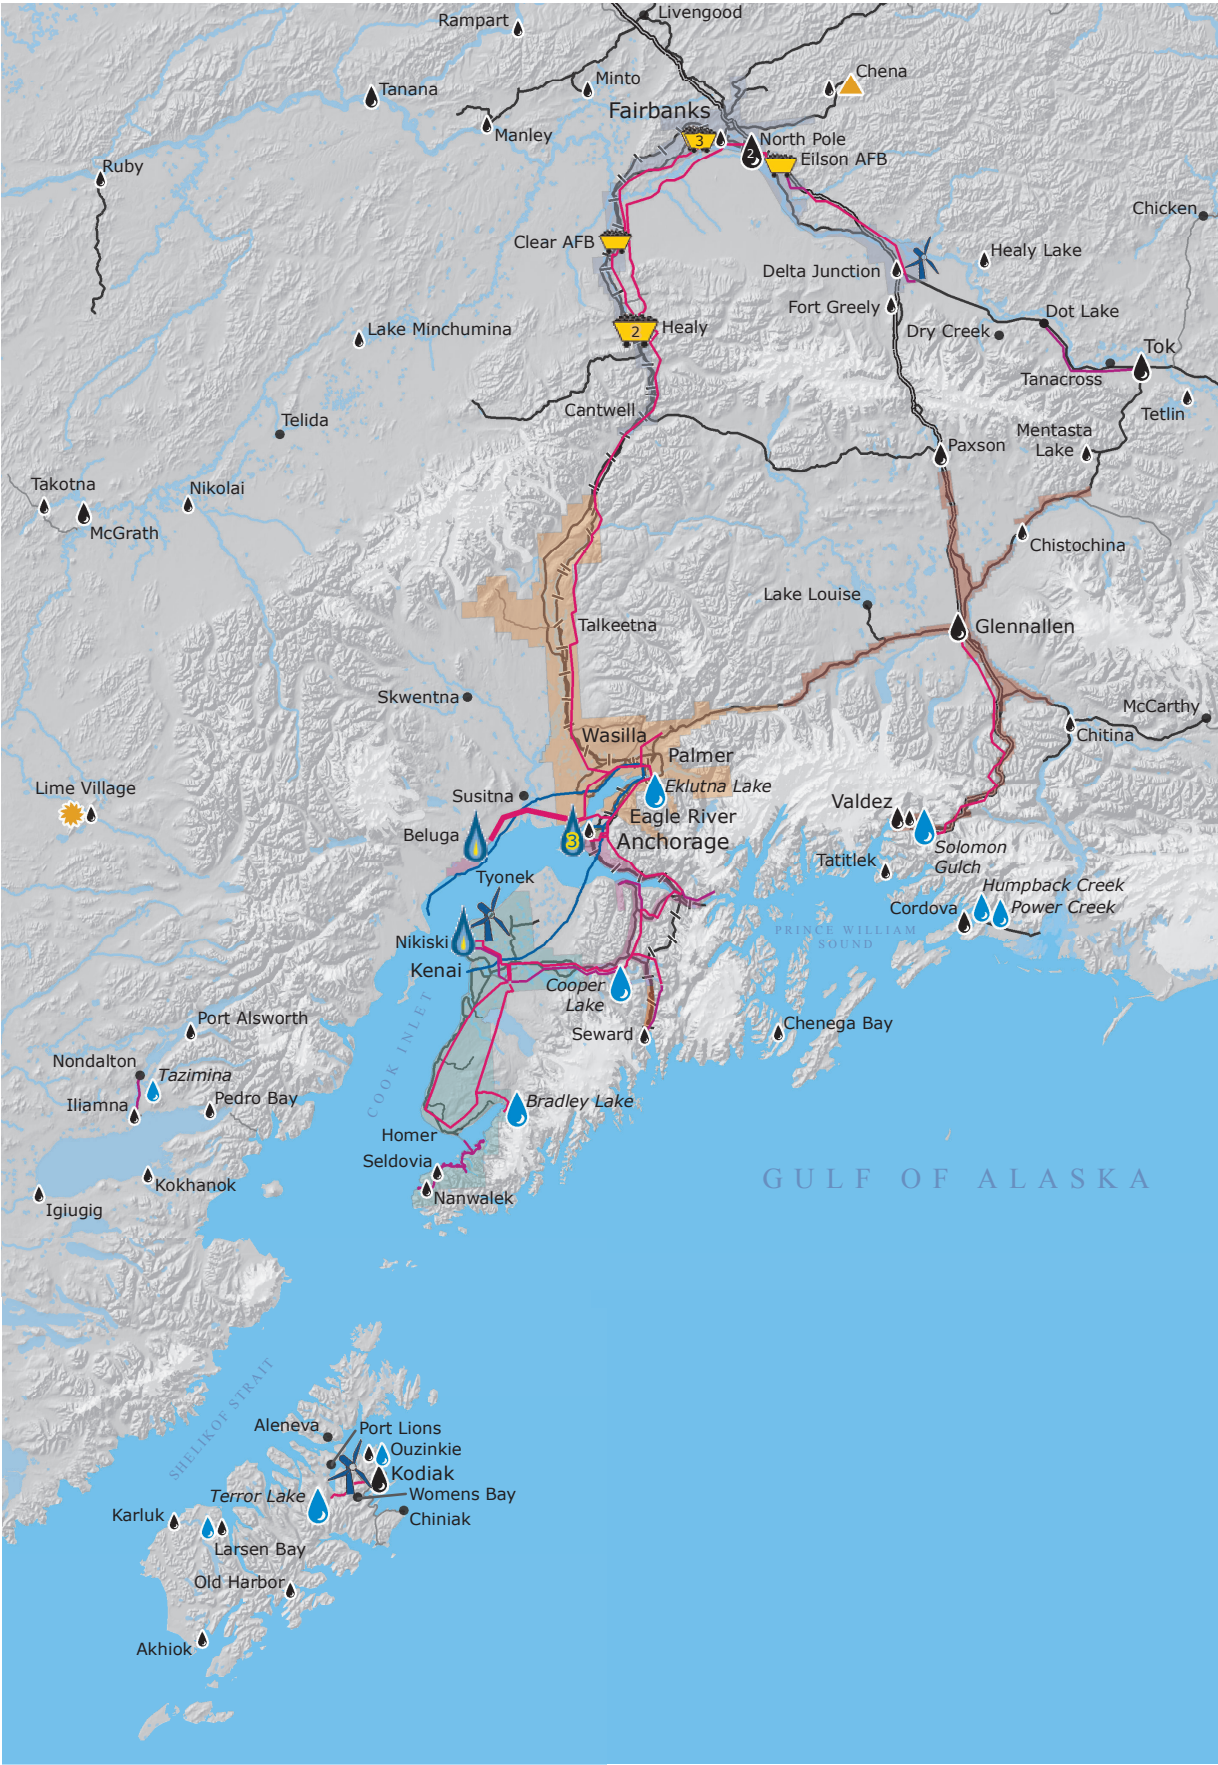 Livengood
Rampart
Chena
Minto
Tanana
Fairbanks
Manley
3
North Pole
2
Eilson AFB
Ruby
Chicken
Clear AFB
Healy Lake
Delta Junction
Fort Greely
Dot Lake
Lake Minchumina
2
Healy
Dry Creek
Tok
Tanacross
Tetlin
Cantwell
Telida
Mentasta
Lake
Paxson
Takotna
Nikolai
McGrath
Chistochina
Lake Louise
Talkeetna
Glennallen
Skwentna
McCarthy
Chitina
Wasilla
Palmer
Eklutna Lake
Lime Village
Susitna
Valdez
Eagle River
Beluga
3
Anchorage
Solomon
Gulch
Tatitlek
Tyonek
Humpback Creek
Cordova
Power Creek
PRINCE WILLIAM
SOUND
Nikiski
Kenai
Cooper
Lake
COOK INLET
Seward
Chenega Bay
Port Alsworth
Nondalton
Tazimina
Iliamna
Pedro Bay
Bradley Lake
Homer
Seldovia
GULF OF ALASKA
Kokhanok
Nanwalek
Igiugig
SHELIKOF STRAIT
Aleneva
Port Lions
Ouzinkie
Kodiak
Terror Lake
Womens Bay
Karluk
Chiniak
Larsen Bay
Old Harbor
Akhiok